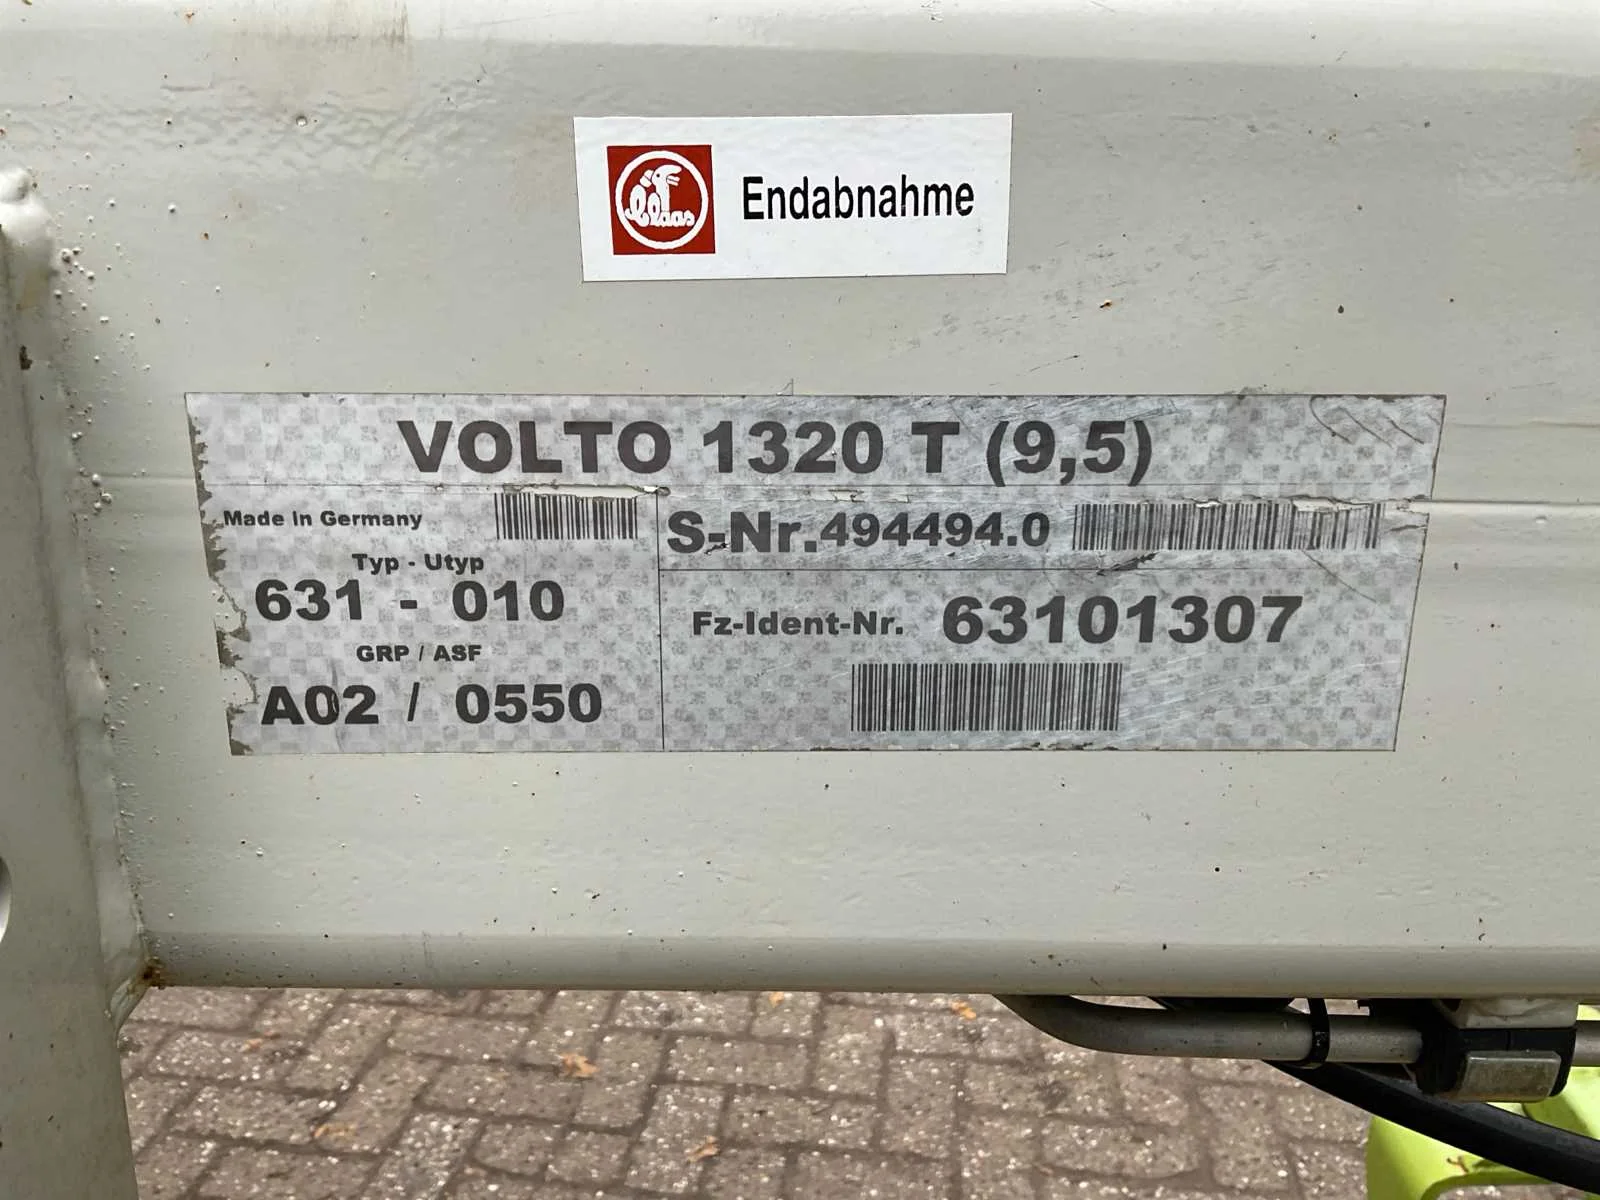 Claas
Endabnahme
VOLTO 1320 T (9,5)
Made in Germany
Typ - Utyp
631 - 010
GRP / ASF
A02 / 0550
S-Nr.494494.0
Fz-Ident-Nr. 63101307